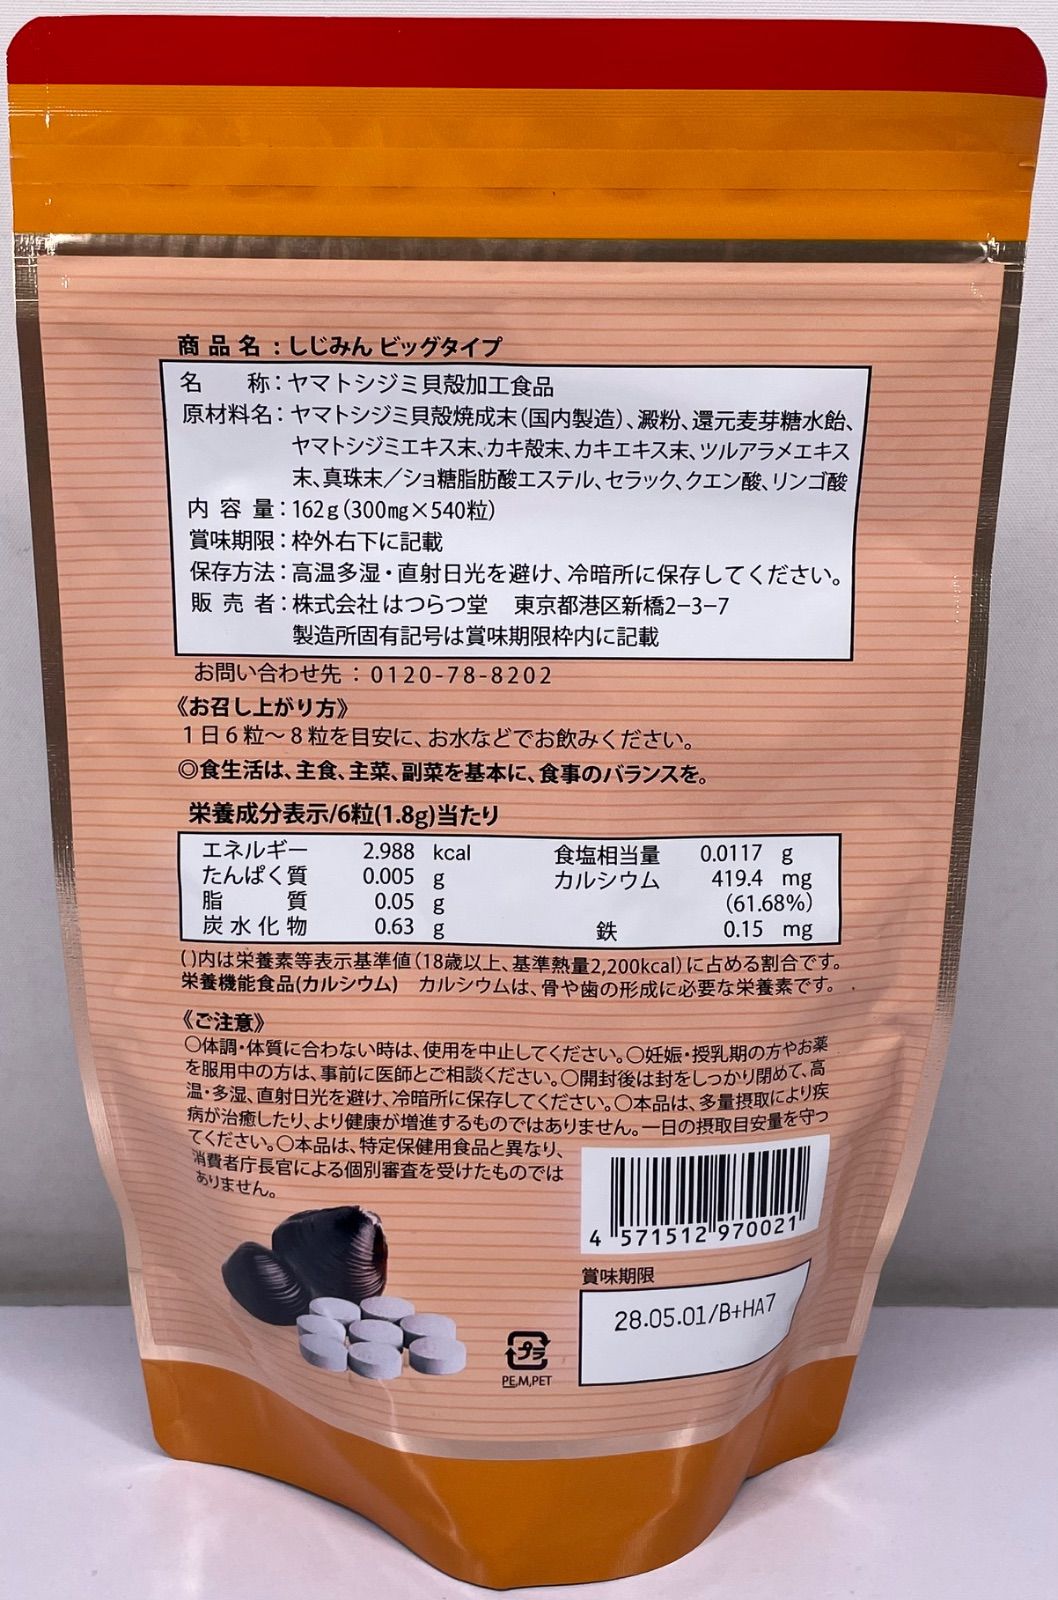 商品名：しじみん ビッグタイプ
名　　称：ヤマトシジミ貝殻加工食品
原材料名：ヤマトシジミ貝殻焼成末（国内製造）、澱粉、還元麦芽糖水飴、
ヤマトシジミエキス末、カキ殻末、カキエキス末、ツルアラメエキス
末、真珠末／ショ糖脂肪酸エステル、セラック、クエン酸、リンゴ酸
内容量：162g（300mg×540粒）
賞味期限：枠外右下に記載
保存方法：高温多湿・直射日光を避け、冷暗所に保存してください。
販売者：株式会社はつらつ堂　東京都港区新橋2−3−7
製造所固有記号は賞味期限枠内に記載
お問い合わせ先：0120-78-8202
《お召し上がり方》
1日6粒〜8粒を目安に、お水などでお飲みください。
◎食生活は、主食、主菜、副菜を基本に、食事のバランスを。
栄養成分表示/6粒(1.8g)当たり
エネルギー 2.988 kcal 食塩相当量 0.0117 g
たんぱく質 0.005 g カルシウム 419.4 mg
脂質 0.05 g (61.68%)
炭水化物 0.63 g 鉄 0.15 mg
( )内は栄養素等表示基準値（18歳以上、基準熱量2,200kcal）に占める割合です。
栄養機能食品(カルシウム)　カルシウムは、骨や歯の形成に必要な栄養素です。
《ご注意》
○体調・体質に合わない時は、使用を中止してください。○妊娠・授乳期の方やお薬
を服用中の方は、事前に医師とご相談ください。○開封後は封をしっかり閉めて、高
温・多湿、直射日光を避け、冷暗所に保存してください。○本品は、多量摂取により疾
病が治癒したり、より健康が増進するものではありません。一日の摂取目安量を守っ
てください。○本品は、特定保健用食品と異なり、
消費者庁長官による個別審査を受けたものでは
ありません。
4 571512 970021
賞味期限
28.05.01/B+HA7
プラ
PE,M,PET